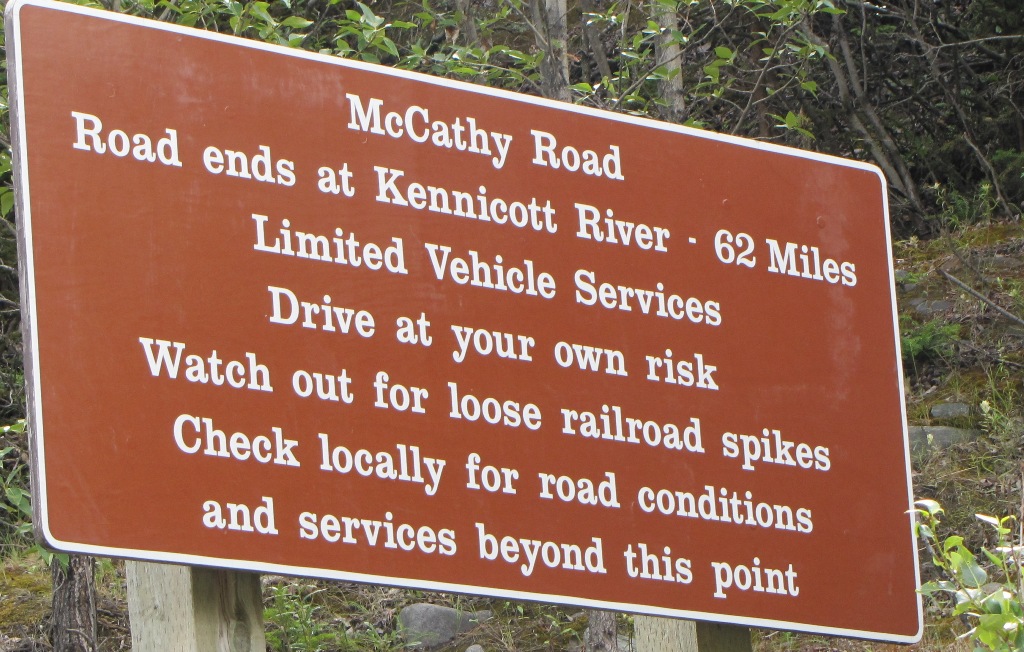 McCathy Road
Road ends at Kennicott River - 62 Miles
Limited Vehicle Services
Drive at your own risk
Watch out for loose railroad spikes
Check locally for road conditions
and services beyond this point